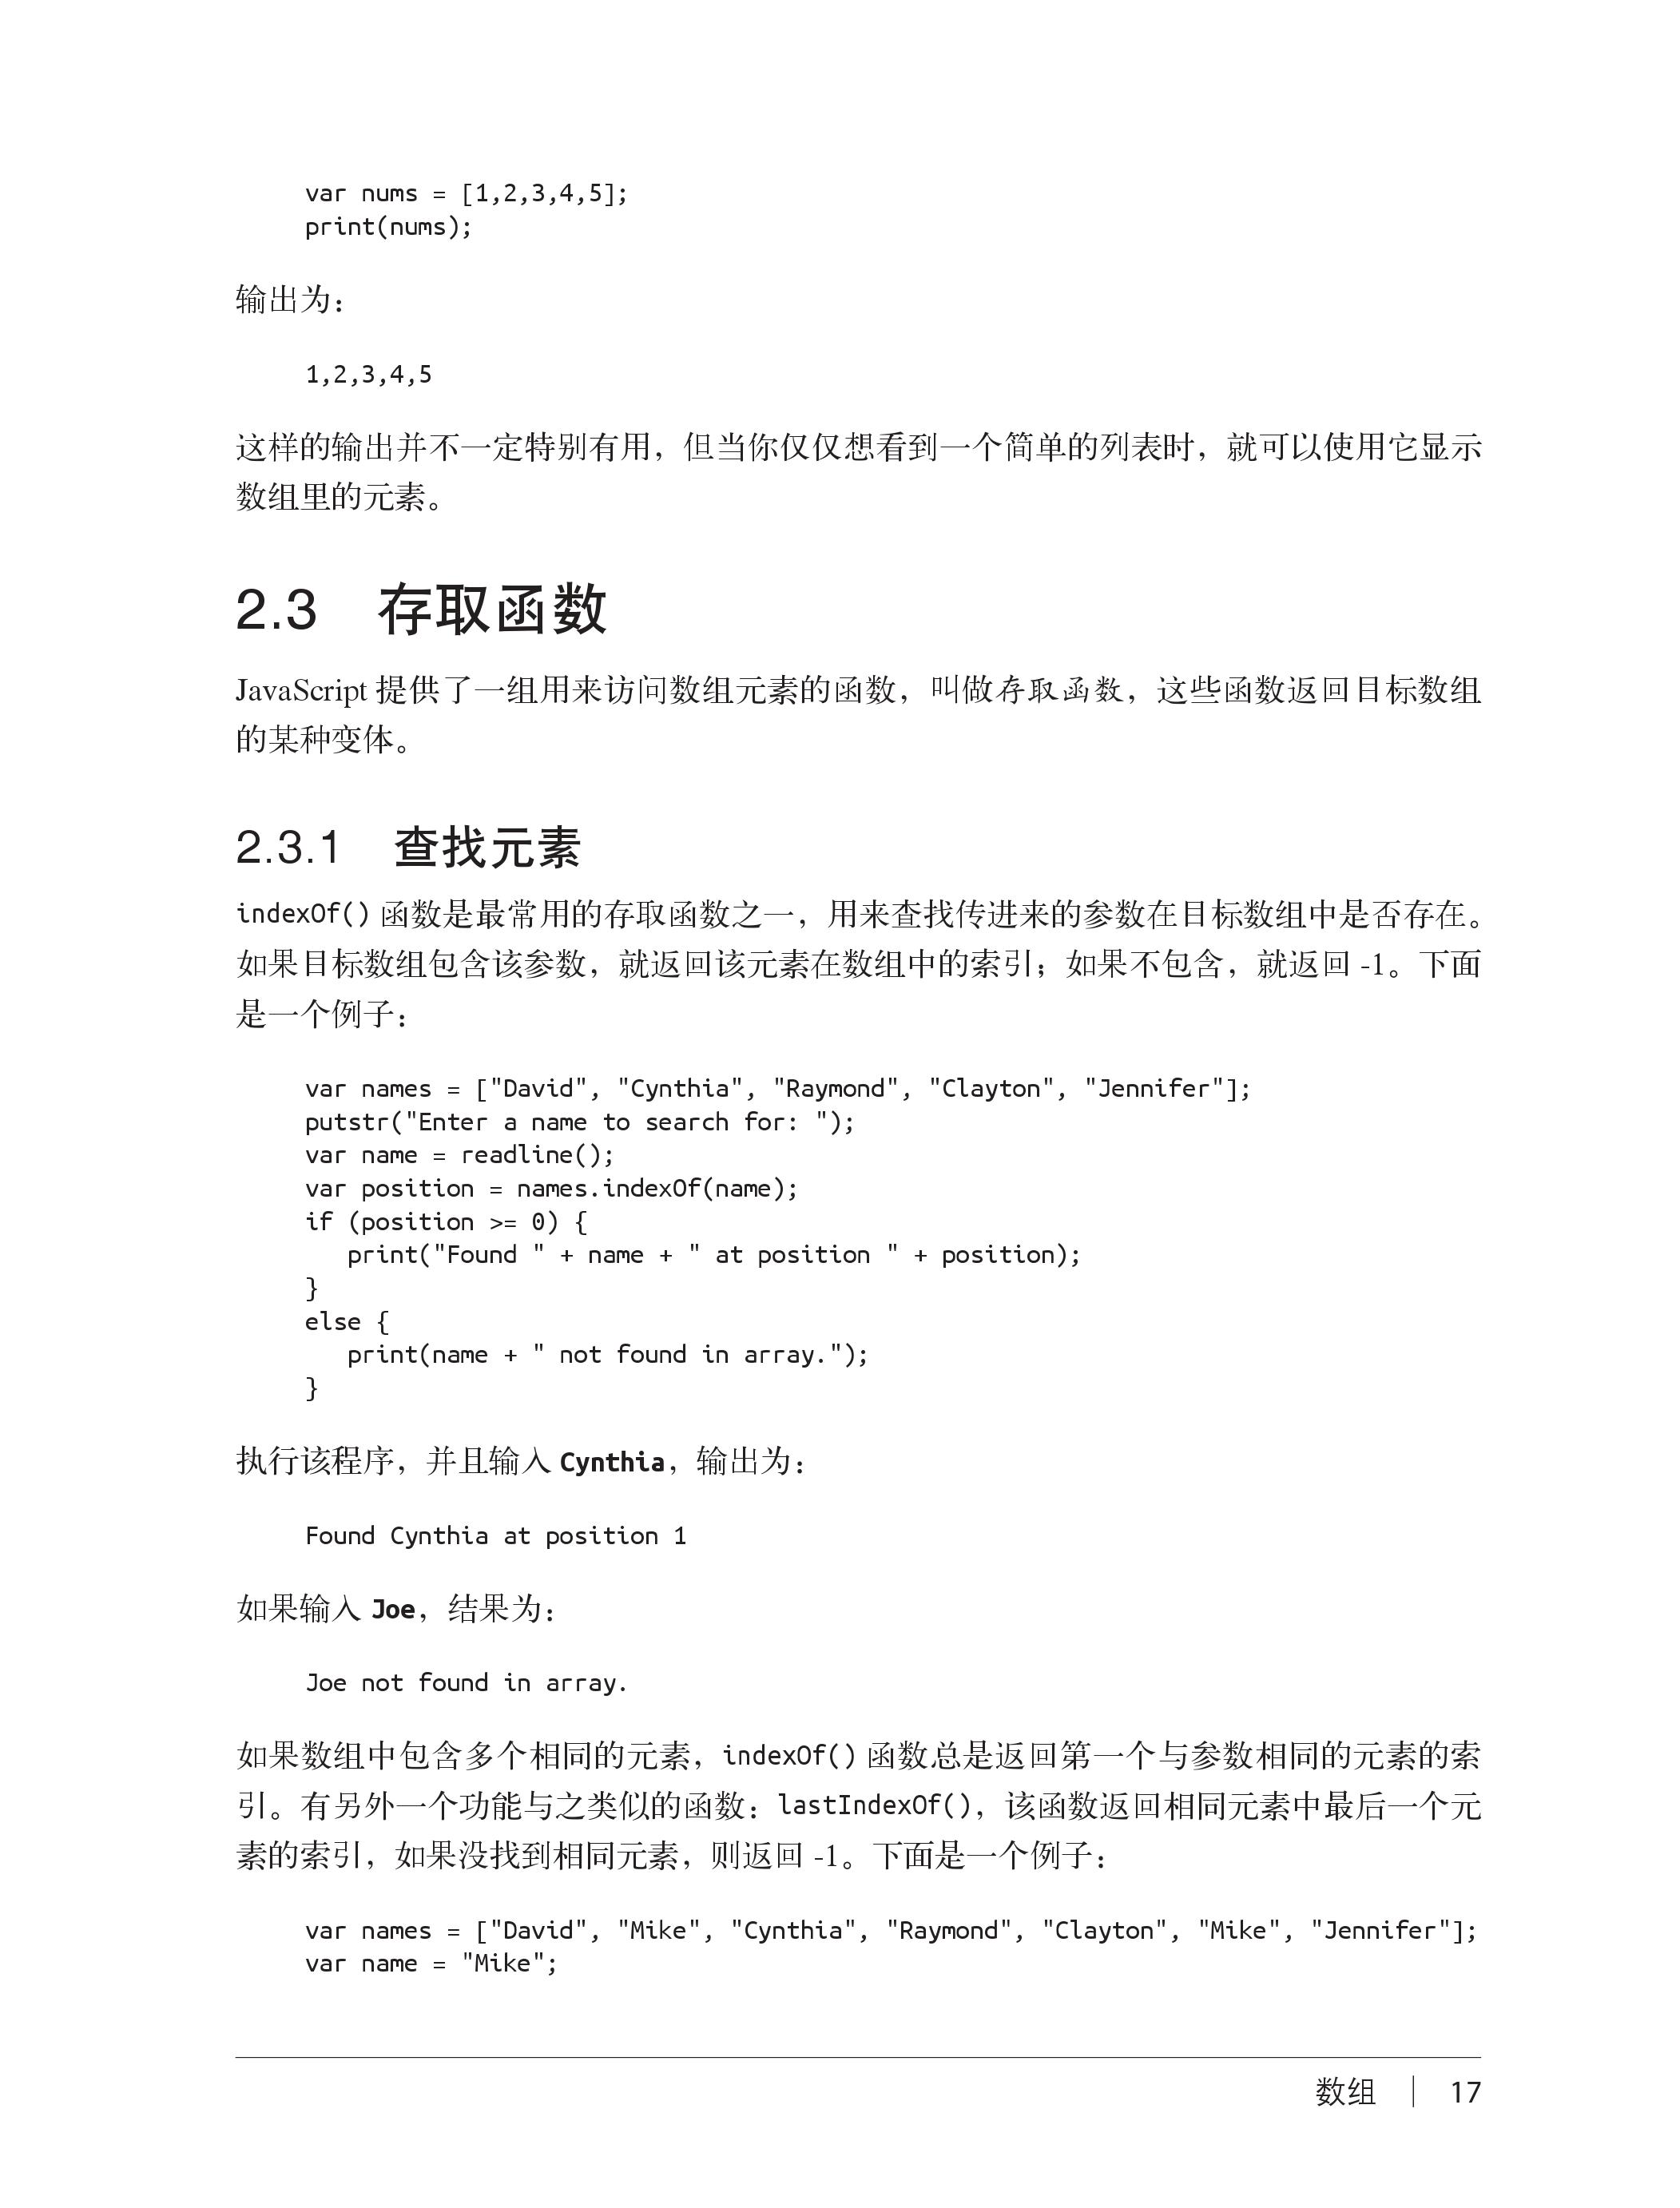 var nums = [1,2,3,4,5];
print(nums);
输出为：
1,2,3,4,5
这样的输出并不一定特别有用，但当你仅仅想看到一个简单的列表时，就可以使用它显示
数组里的元素。
2.3 存取函数
JavaScript 提供了一组用来访问数组元素的函数，叫做存取函数，这些函数返回目标数组
的某种变体。
2.3.1 查找元素
indexOf() 函数是最常用的存取函数之一，用来查找传进来的参数在目标数组中是否存在。
如果目标数组包含该参数，就返回该元素在数组中的索引；如果不包含，就返回 -1。下面
是一个例子：
var names = ["David", "Cynthia", "Raymond", "Clayton", "Jennifer"];
putstr("Enter a name to search for: ");
var name = readline();
var position = names.indexOf(name);
if (position >= 0) {
   print("Found " + name + " at position " + position);
}
else {
   print(name + " not found in array.");
}
执行该程序，并且输入 Cynthia，输出为：
Found Cynthia at position 1
如果输入 Joe，结果为：
Joe not found in array.
如果数组中包含多个相同的元素，indexOf() 函数总是返回第一个与参数相同的元素的索
引。有另外一个功能与之类似的函数：lastIndexOf()，该函数返回相同元素中最后一个元
素的索引，如果没找到相同元素，则返回 -1。下面是一个例子：
var names = ["David", "Mike", "Cynthia", "Raymond", "Clayton", "Mike", "Jennifer"];
var name = "Mike";
数组 | 17